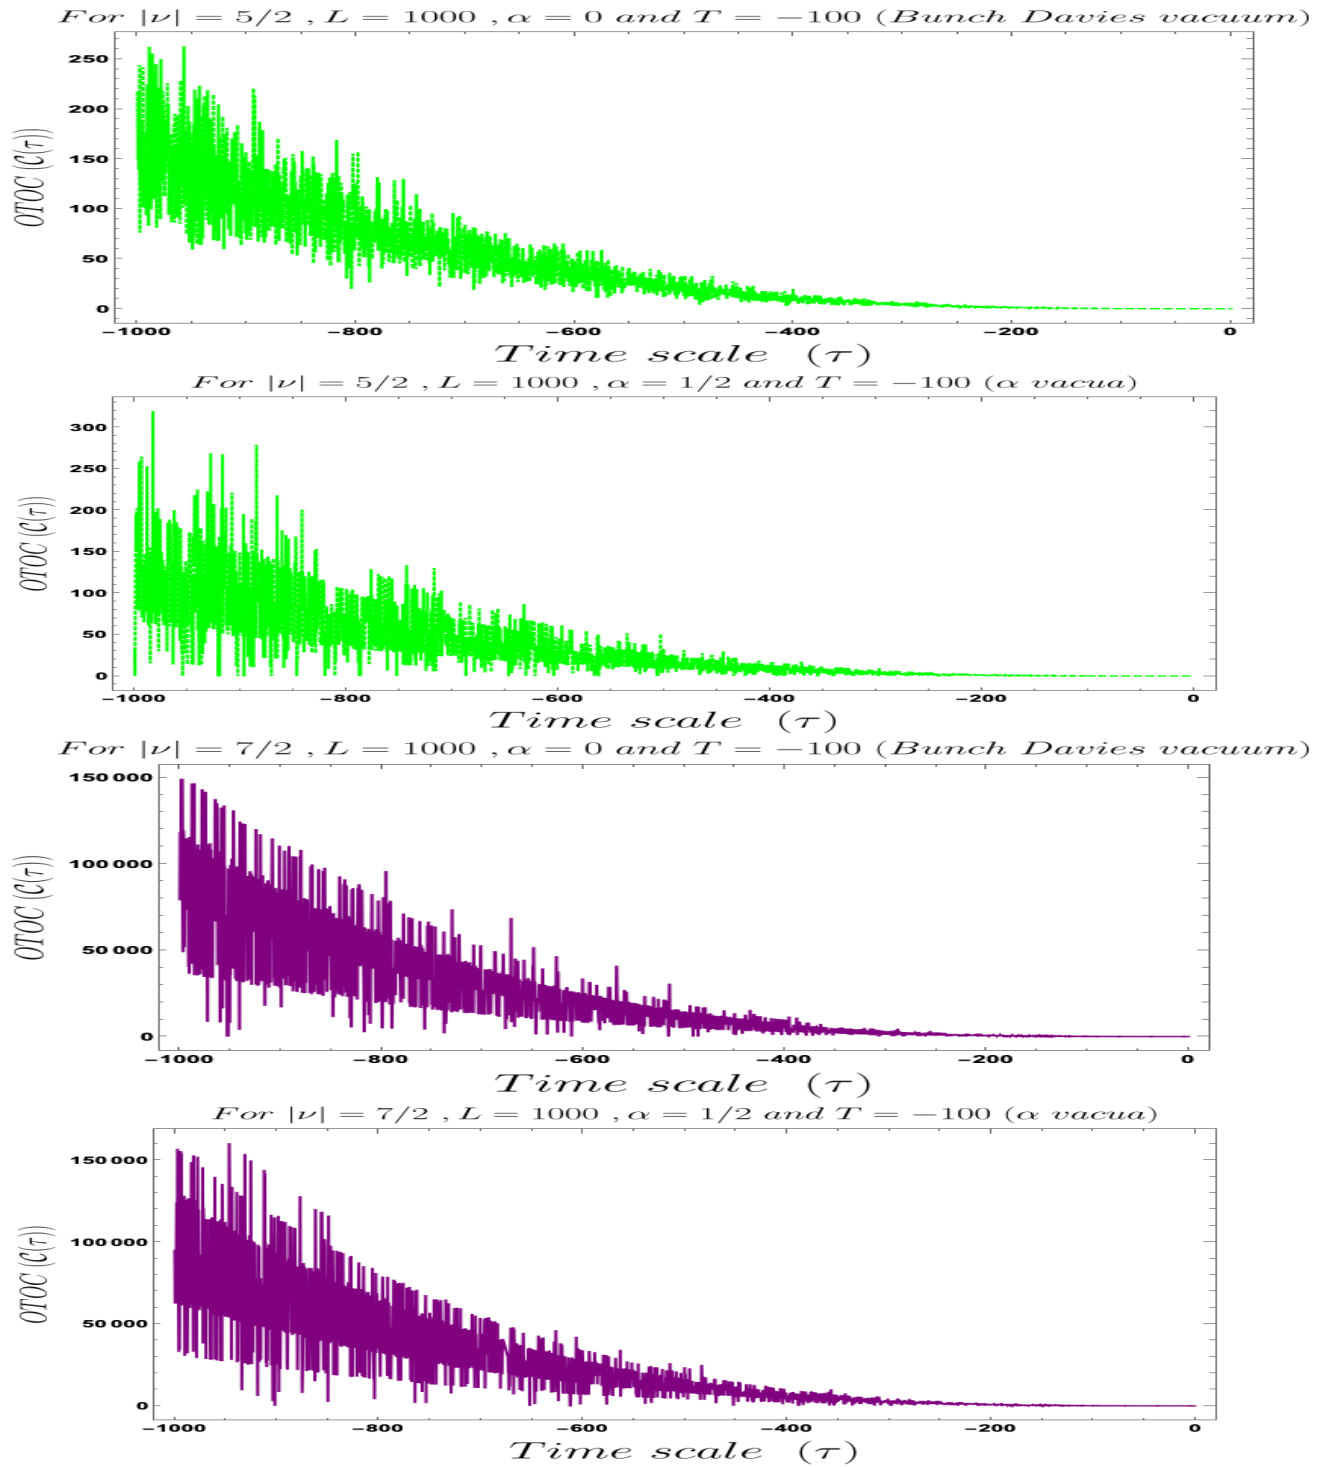 For |ν| = 5/2 , L = 1000 , α = 0 and T = −100 (Bunch Davies vacuum)
OTOC (C(τ))
250
200
150
100
50
0
−1000 −800 −600 −400 −200 0
Time scale (τ)
For |ν| = 5/2 , L = 1000 , α = 1/2 and T = −100 (α vacua)
OTOC (C(τ))
300
250
200
150
100
50
0
−1000 −800 −600 −400 −200 0
Time scale (τ)
For |ν| = 7/2 , L = 1000 , α = 0 and T = −100 (Bunch Davies vacuum)
OTOC (C(τ))
150 000
100 000
50 000
0
−1000 −800 −600 −400 −200 0
Time scale (τ)
For |ν| = 7/2 , L = 1000 , α = 1/2 and T = −100 (α vacua)
OTOC (C(τ))
150 000
100 000
50 000
0
−1000 −800 −600 −400 −200 0
Time scale (τ)